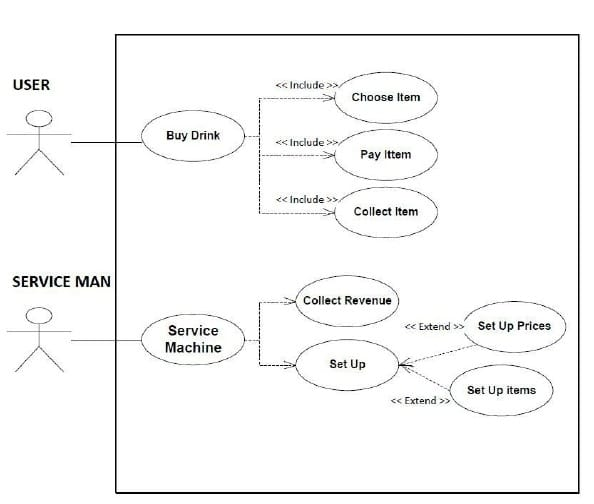 USER
<< Include >>
Choose Item
Buy Drink
<< Include >>
Pay Ittem
<< Include >>
Collect Item
SERVICE MAN
Collect Revenue
Service
Machine
<< Extend >>
Set Up Prices
Set Up
Set Up items
<< Extend >>